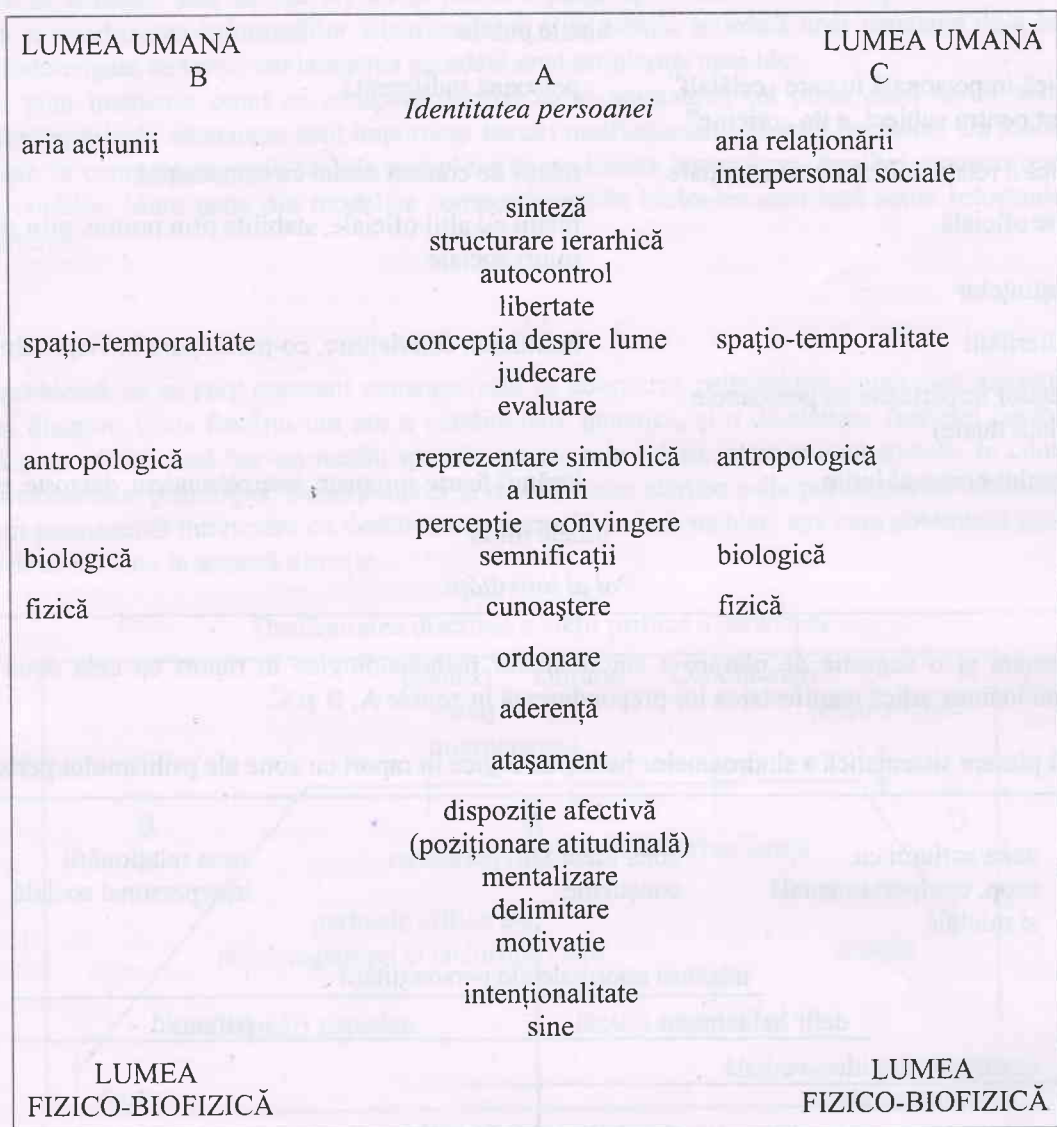 LUMEA UMANĂ LUMEA UMANĂ
B A C
Identitatea persoanei
aria acțiunii aria relaționării
interpersonal sociale
sinteză
structurare ierarhică
autocontrol
libertate
spațio-temporalitate concepția despre lume spațio-temporalitate
judecare
evaluare
antropologică reprezentare simbolică antropologică
a lumii
percepție convingere
biologică semnificații biologică
fizică cunoaștere fizică
ordonare
aderență
atașament
dispoziție afectivă
(poziționare atitudinală)
mentalizare
delimitare
motivație
intenționalitate
sine
LUMEA LUMEA
FIZICO-BIOFIZICĂ FIZICO-BIOFIZICĂ